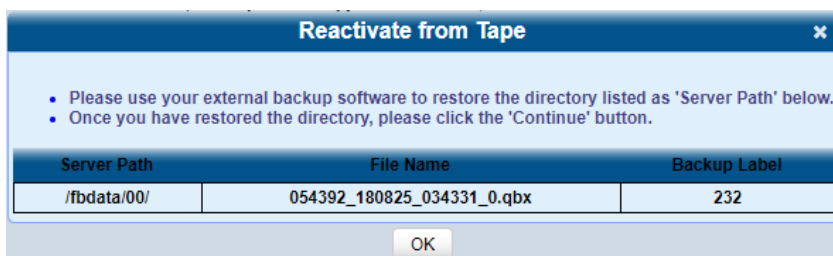 Reactivate from Tape
Please use your external backup software to restore the directory listed as 'Server Path' below.
Once you have restored the directory, please click the 'Continue' button.
Server Path File Name Backup Label
/fbdata/00/ 054392_180825_034331_0.qbx 232
OK